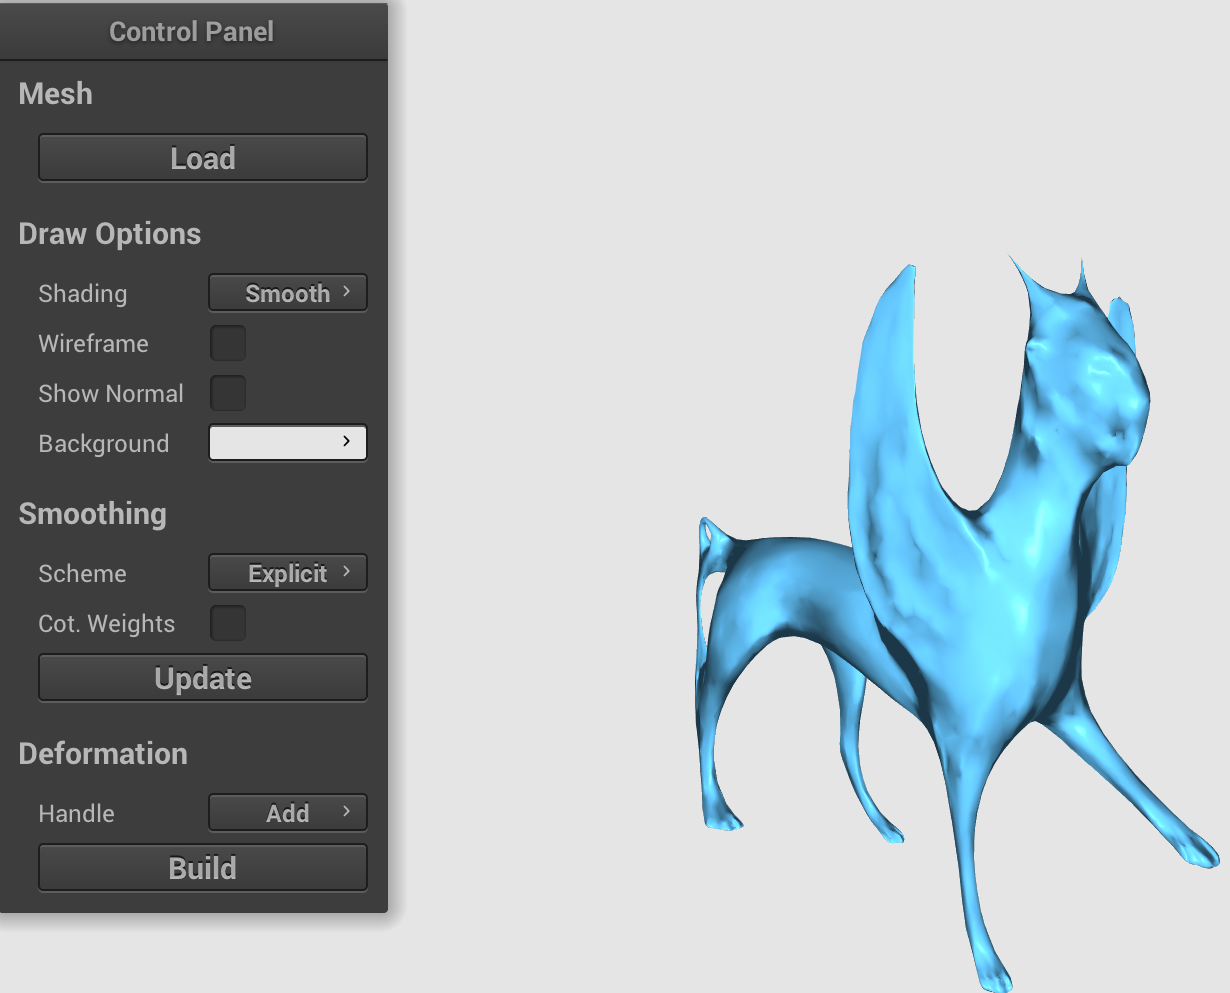 Control Panel
Mesh
Load
Draw Options
Shading Smooth
Wireframe
Show Normal
Background
Smoothing
Scheme Explicit
Cot. Weights
Update
Deformation
Handle Add
Build